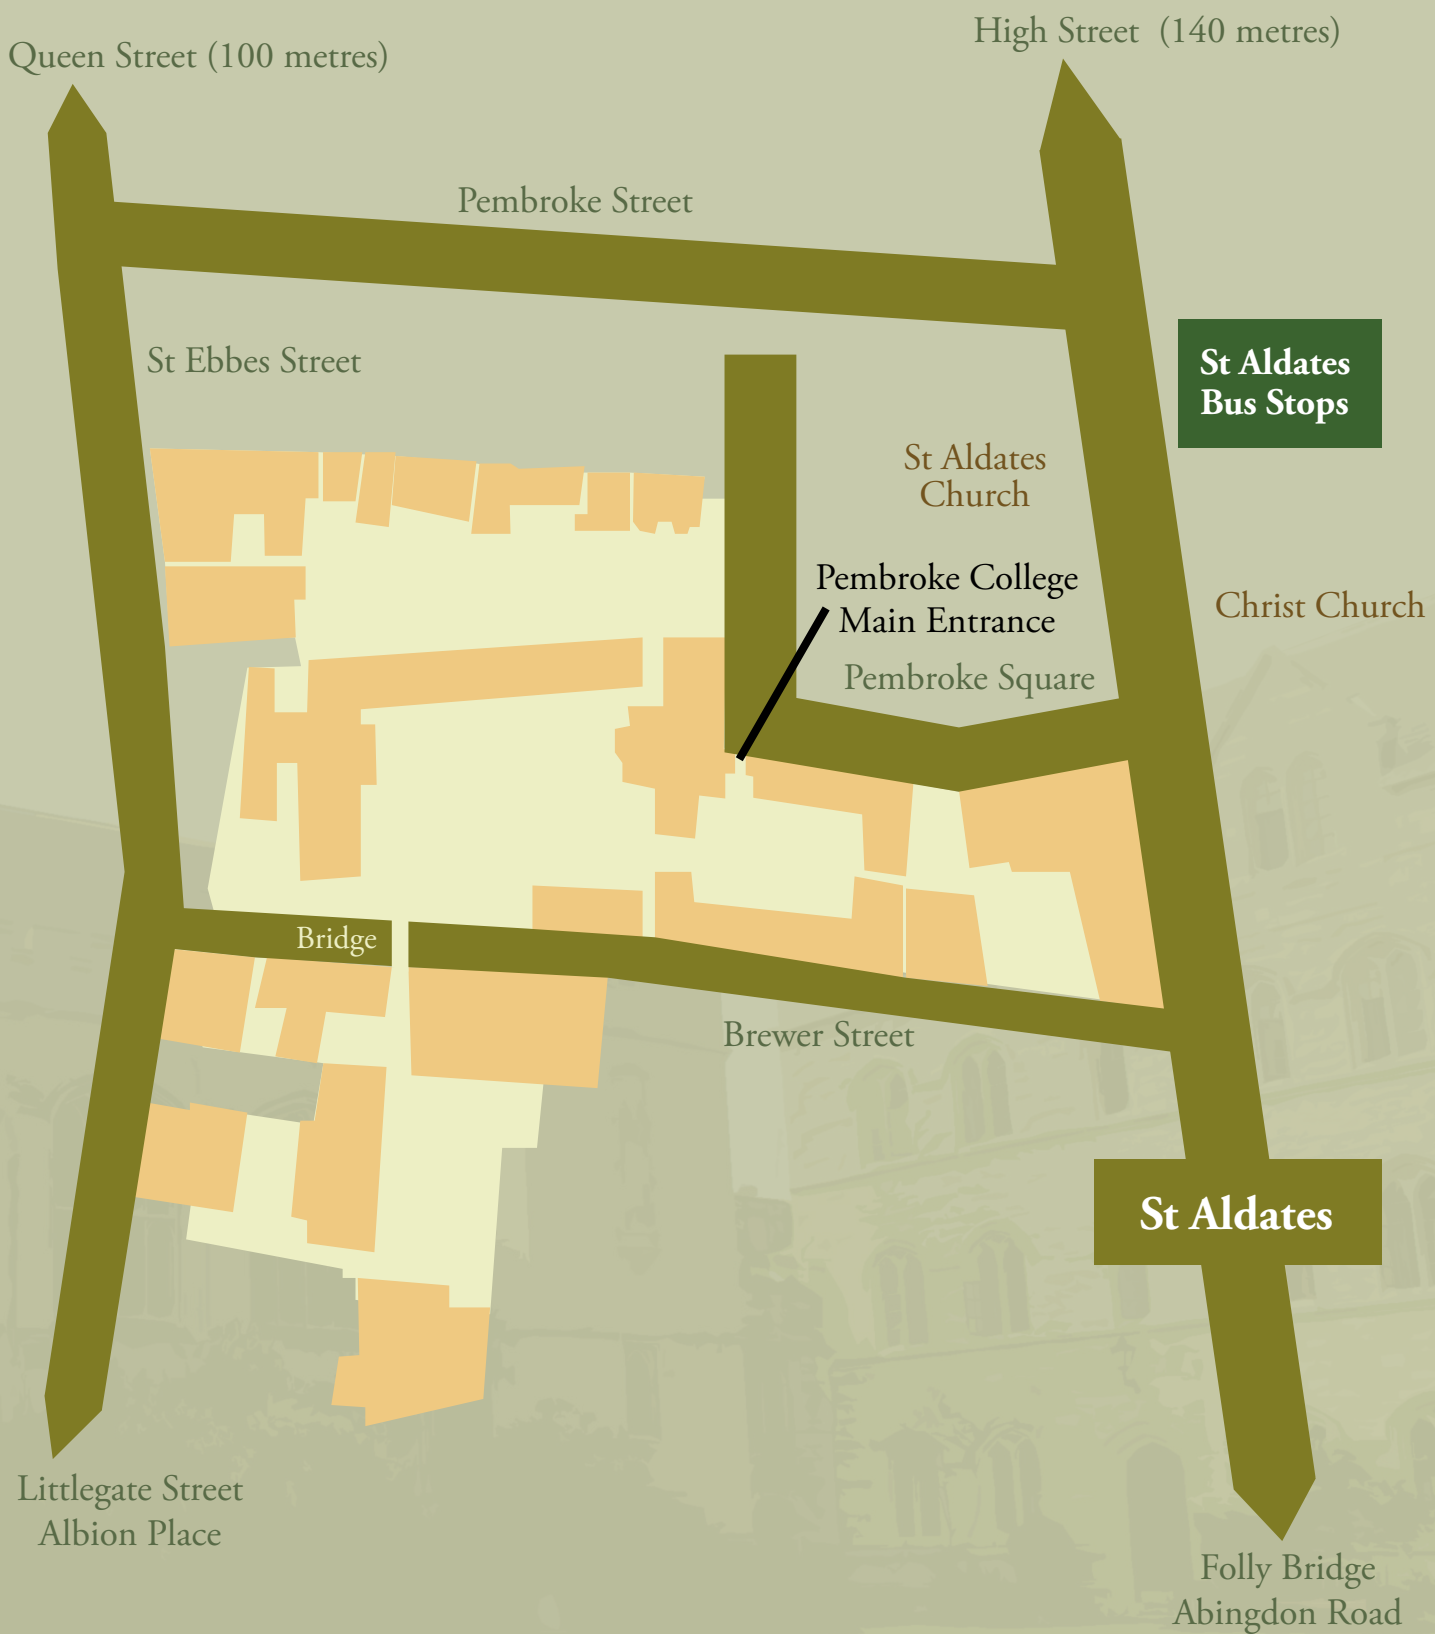 High Street (140 metres)
Queen Street (100 metres)
Pembroke Street
St Ebbes Street
St Aldates
Bus Stops
St Aldates
Church
Pembroke College
Main Entrance
Christ Church
Pembroke Square
Bridge
Brewer Street
St Aldates
Littlegate Street
Albion Place
Folly Bridge
Abingdon Road